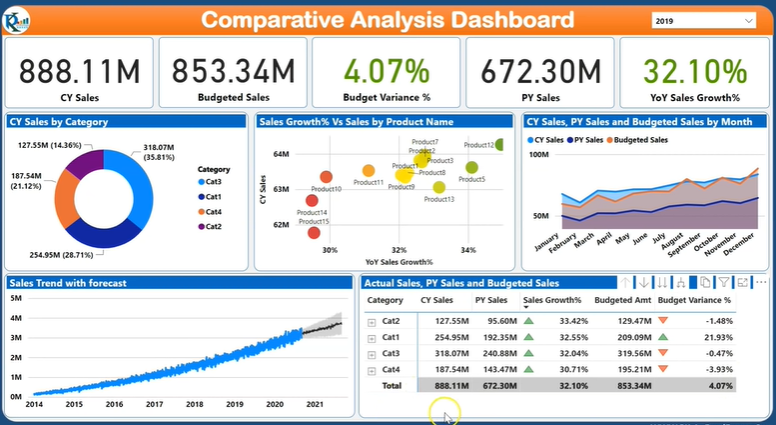 Comparative Analysis Dashboard
2019
888.11M
CY Sales
853.34M
Budgeted Sales
4.07%
Budget Variance %
672.30M
PY Sales
32.10%
YoY Sales Growth%
CY Sales by Category
127.55M (14.36%)
318.07M
(35.81%)
187.54M
(21.12%)
254.95M (28.71%)
Category
Cat3
Cat1
Cat4
Cat2
Sales Growth% Vs Sales by Product Name
CY Sales
64M
63M
62M
Product7
Product2
Product12
Product1
Product3
Product8
Product5
Product10
Product11
Product9
Product13
Product14
Product15
30%
32%
34%
YoY Sales Growth%
CY Sales, PY Sales and Budgeted Sales by Month
CY Sales
PY Sales
Budgeted Sales
100M
50M
January
February
March
April
May
June
July
August
September
October
November
December
Sales Trend with forecast
5M
4M
3M
2M
1M
0M
2014
2015
2016
2017
2018
2019
2020
2021
Actual Sales, PY Sales and Budgeted Sales
Category CY Sales PY Sales Sales Growth% Budgeted Amt Budget Variance %
Cat2 127.55M 95.60M 33.42% 129.47M -1.48%
Cat1 254.95M 192.35M 32.55% 209.09M 21.93%
Cat3 318.07M 240.88M 32.04% 319.56M -0.47%
Cat4 187.54M 143.47M 30.71% 195.21M -3.93%
Total 888.11M 672.30M 32.10% 853.34M 4.07%